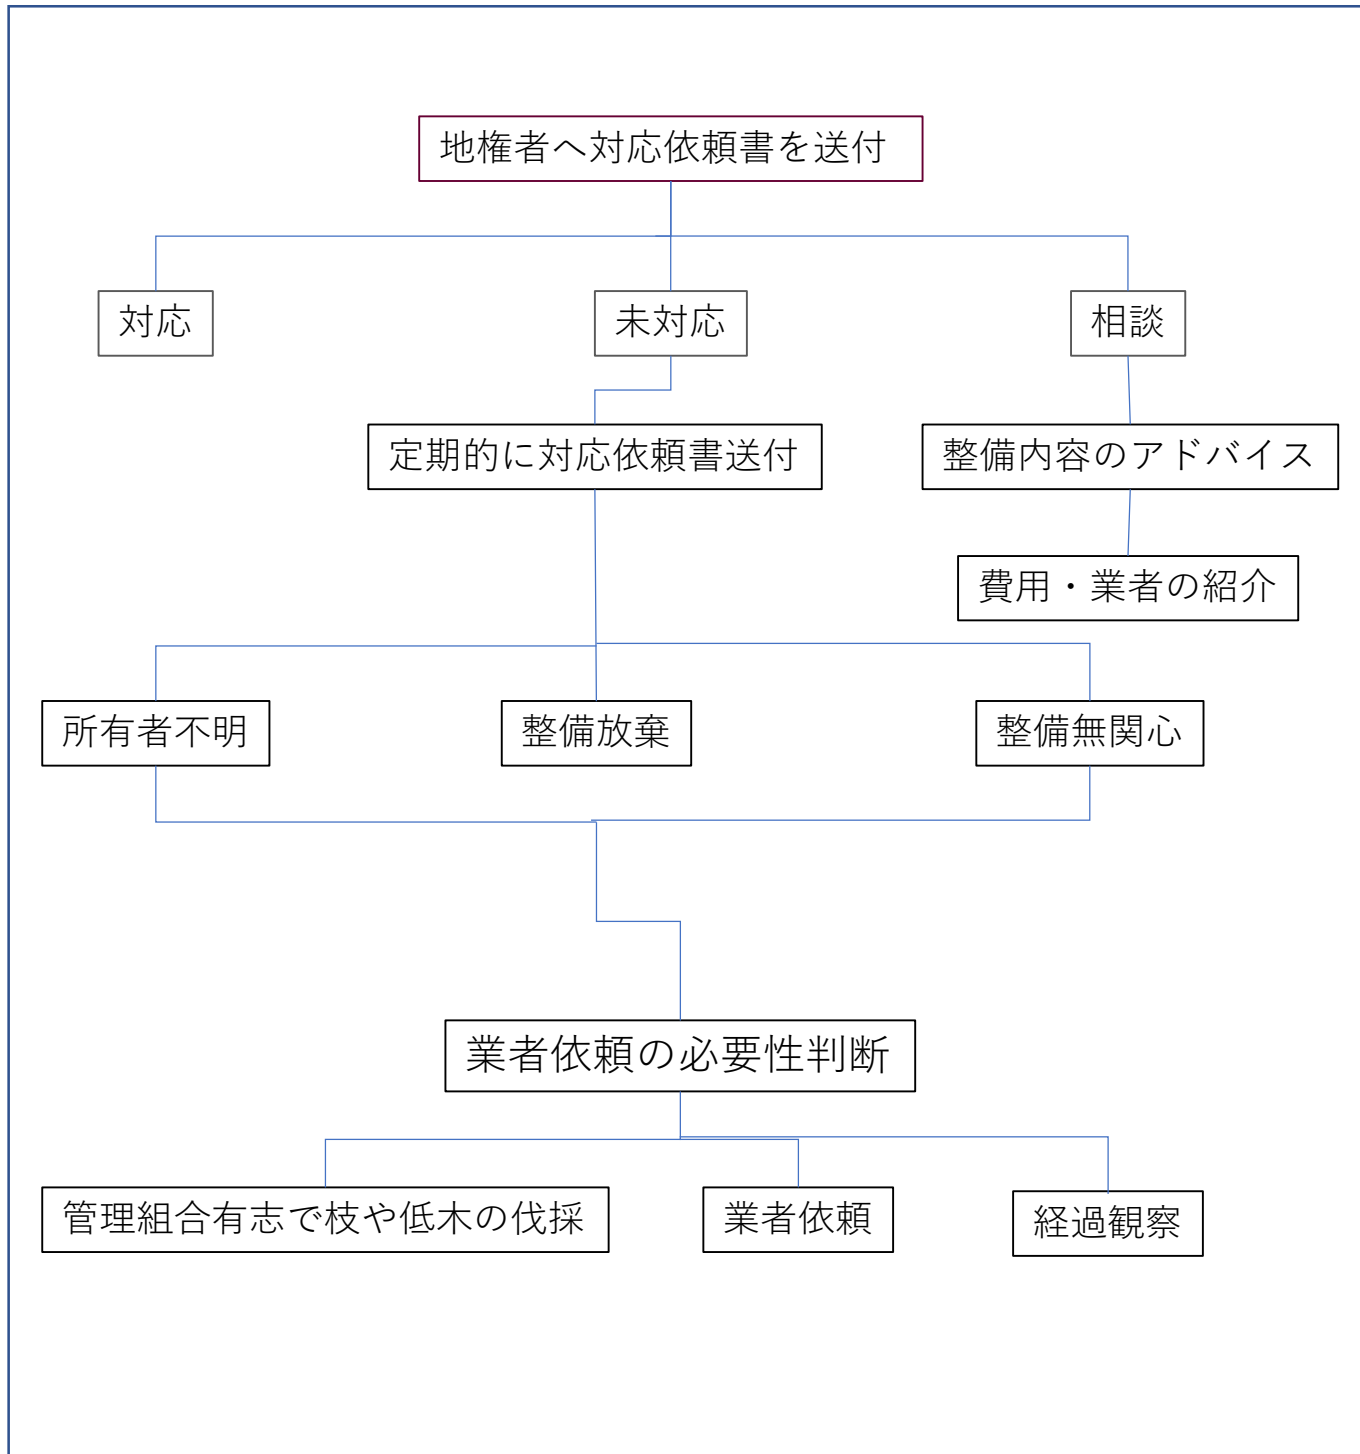 地権者へ対応依頼書を送付
対応
未対応
相談
定期的に対応依頼書送付
整備内容のアドバイス
費用・業者の紹介
所有者不明
整備放棄
整備無関心
業者依頼の必要性判断
管理組合有志で枝や低木の伐採
業者依頼
経過観察